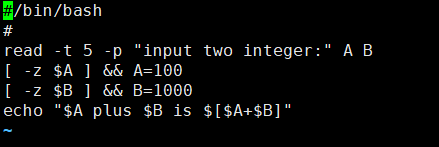 #/bin/bash
#
read -t 5 -p "input two integer:" A B
[ -z $A ] && A=100
[ -z $B ] && B=1000
echo "$A plus $B is $[$A+$B]"
~